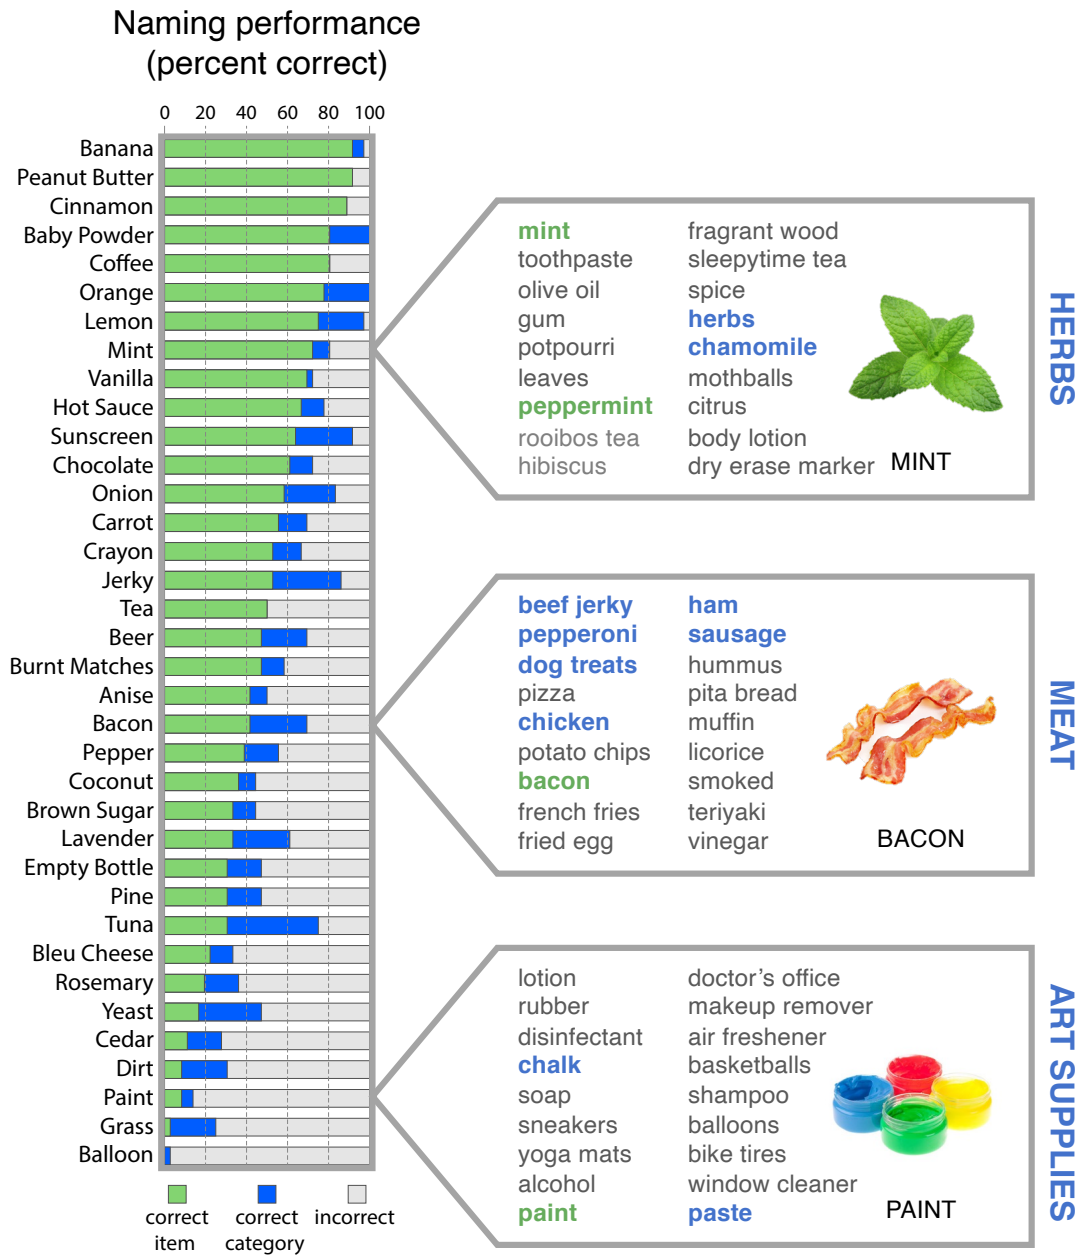 Naming performance
(percent correct)
0 20 40 60 80 100
Banana
Peanut Butter
Cinnamon
Baby Powder
Coffee
Orange
Lemon
Mint
Vanilla
Hot Sauce
Sunscreen
Chocolate
Onion
Carrot
Crayon
Jerky
Tea
Beer
Burnt Matches
Anise
Bacon
Pepper
Coconut
Brown Sugar
Lavender
Empty Bottle
Pine
Tuna
Bleu Cheese
Rosemary
Yeast
Cedar
Dirt
Paint
Grass
Balloon
correct
item
correct
category
incorrect
mint
toothpaste
olive oil
gum
potpourri
leaves
peppermint
rooibos tea
hibiscus
fragrant wood
sleepytime tea
spice
herbs
chamomile
mothballs
citrus
body lotion
dry erase marker
MINT
HERBS
beef jerky
pepperoni
dog treats
pizza
chicken
potato chips
bacon
french fries
fried egg
ham
sausage
hummus
pita bread
muffin
licorice
smoked
teriyaki
vinegar
BACON
MEAT
lotion
rubber
disinfectant
chalk
soap
sneakers
yoga mats
alcohol
paint
doctor’s office
makeup remover
air freshener
basketballs
shampoo
balloons
bike tires
window cleaner
paste
PAINT
ART SUPPLIES